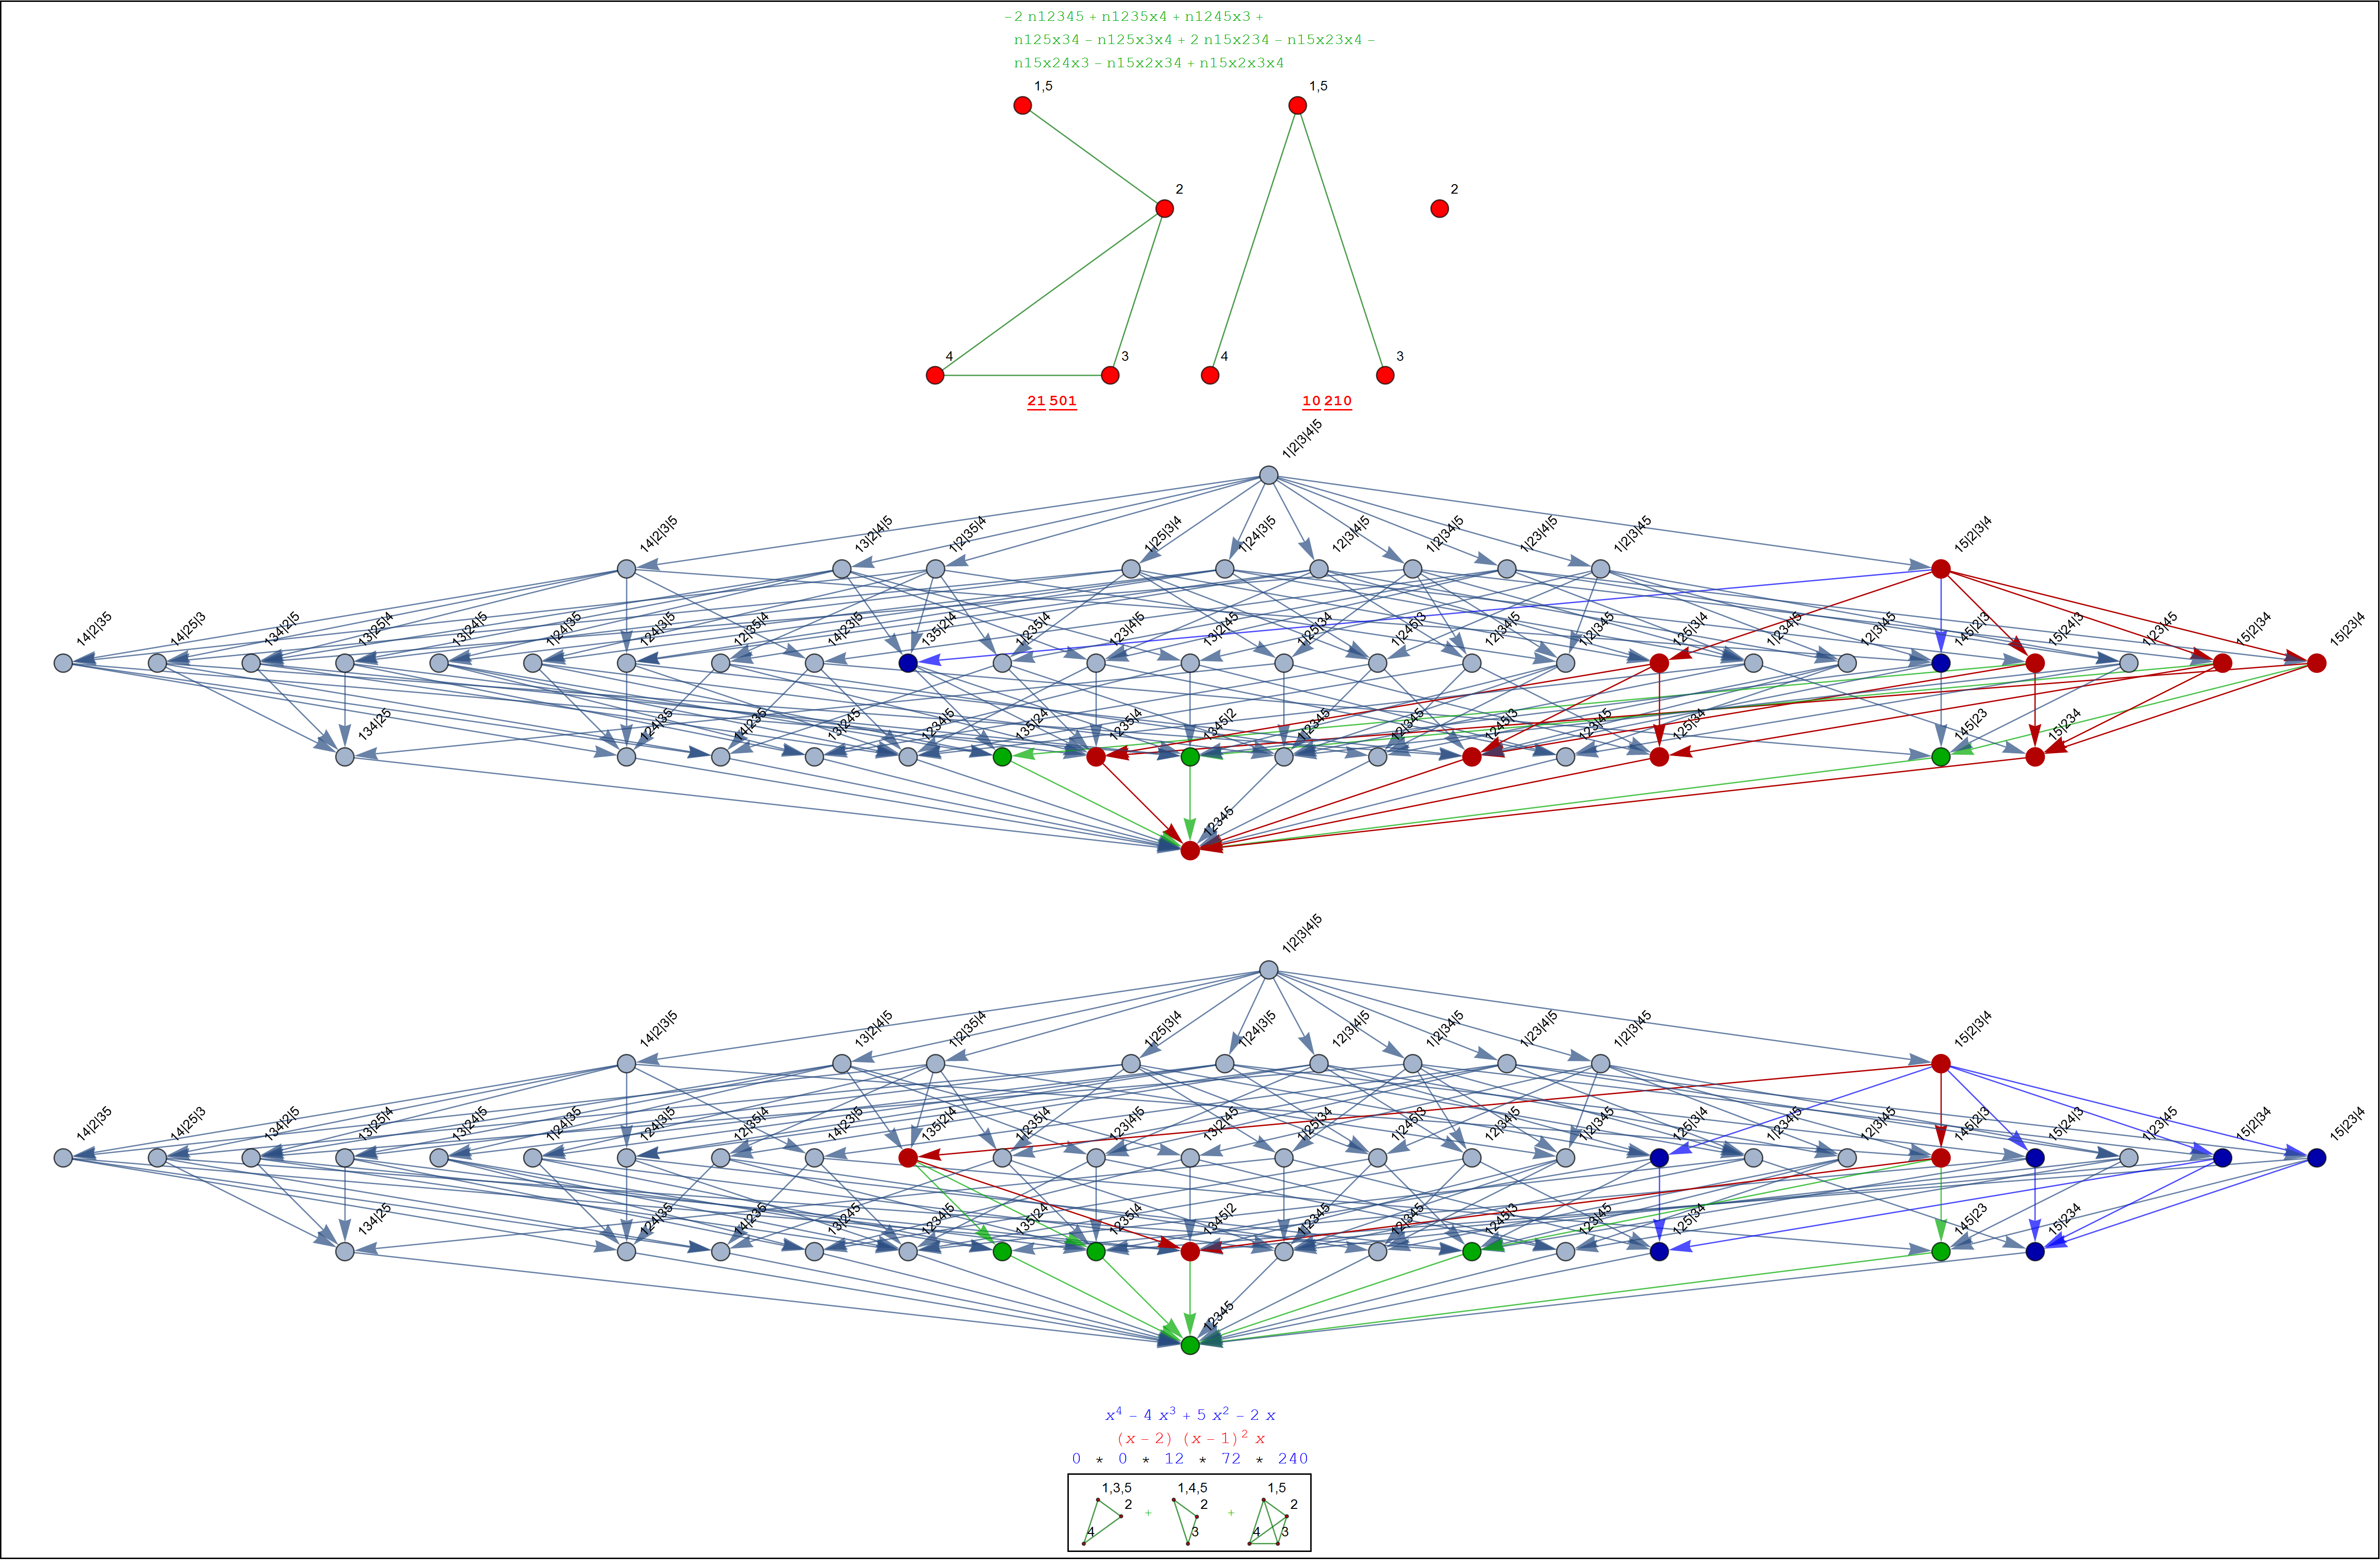 −2 n12345 + n1235x4 + n1245x3 +
n125x34 − n125x3x4 + 2 n15x234 − n15x23x4 −
n15x24x3 − n15x2x34 + n15x2x3x4
1,5 1,5
2 2
4 3 4 3
21 501 10 210
1|2|3|4|5
14|2|3|5 13|2|4|5 1|2|35|4 1|25|3|4 1|24|3|5 12|3|4|5 1|2|34|5 1|23|4|5 1|2|3|45 15|2|3|4
14|2|35 14|25|3 134|2|5 13|25|4 13|24|5 1|24|35 124|3|5 12|35|4 14|23|5 135|2|4 1|235|4 123|4|5 13|2|45 1|25|34 1|245|3 12|34|5 1|2|345 125|3|4 1|234|5 12|3|45 145|2|3 15|24|3 1|23|45 15|2|34 15|23|4
134|25 124|35 14|235 13|245 1234|5 135|24 1235|4 1345|2 1|2345 12|345 1245|3 123|45 125|34 145|23 15|234
12345
1|2|3|4|5
14|2|3|5 13|2|4|5 1|2|35|4 1|25|3|4 1|24|3|5 12|3|4|5 1|2|34|5 1|23|4|5 1|2|3|45 15|2|3|4
14|2|35 14|25|3 134|2|5 13|25|4 13|24|5 1|24|35 124|3|5 12|35|4 14|23|5 135|2|4 1|235|4 123|4|5 13|2|45 1|25|34 1|245|3 12|34|5 1|2|345 125|3|4 1|234|5 12|3|45 145|2|3 15|24|3 1|23|45 15|2|34 15|23|4
134|25 124|35 14|235 13|245 1234|5 135|24 1235|4 1345|2 1|2345 12|345 1245|3 123|45 125|34 145|23 15|234
12345
x⁴ − 4 x³ + 5 x² − 2 x
(x − 2) (x − 1)² x
0 * 0 * 12 * 72 * 240
1,3,5 1,4,5 1,5
2 + 2 + 2
4 3 4 3